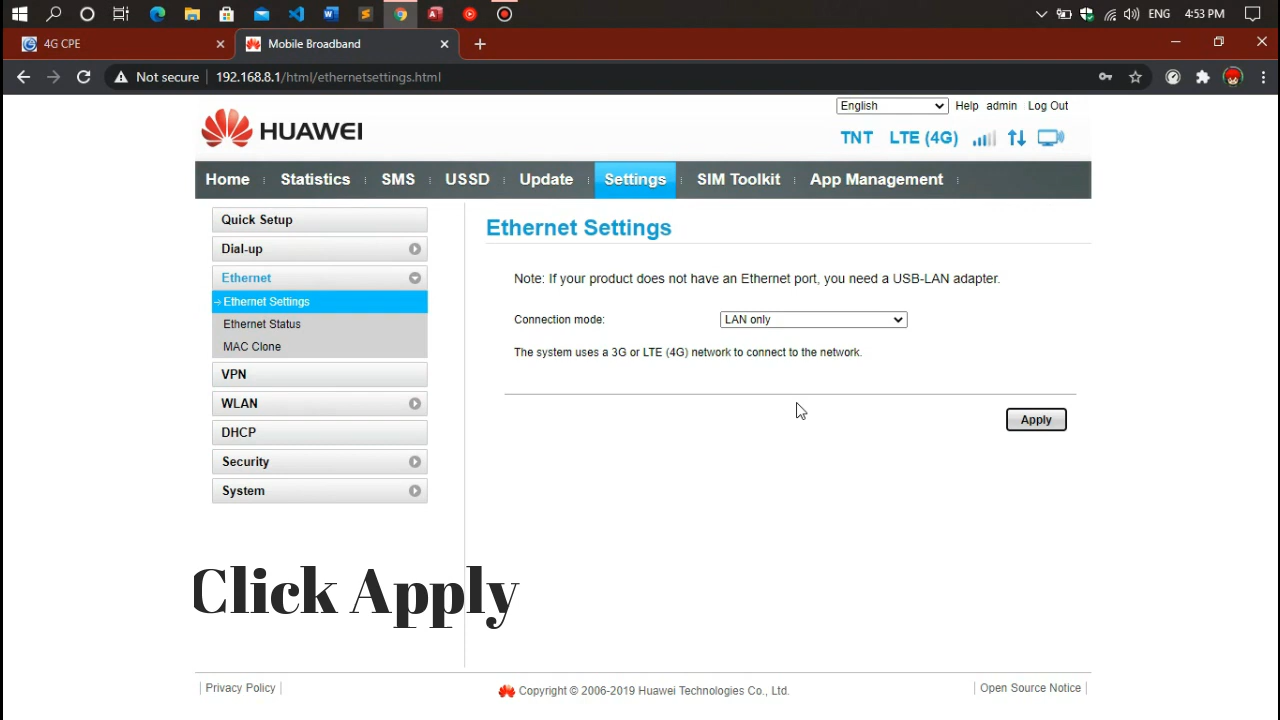 ENG 4:53 PM
4G CPE
Mobile Broadband
Not secure 192.168.8.1/html/ethernetsettings.html
English Help admin Log Out
HUAWEI
TNT LTE (4G)
Home Statistics SMS USSD Update Settings SIM Toolkit App Management
Quick Setup
Dial-up
Ethernet
Ethernet Settings
Ethernet Status
MAC Clone
VPN
WLAN
DHCP
Security
System
Ethernet Settings
Note: If your product does not have an Ethernet port, you need a USB-LAN adapter.
Connection mode: LAN only
The system uses a 3G or LTE (4G) network to connect to the network.
Apply
Click Apply
Privacy Policy
Copyright © 2006-2019 Huawei Technologies Co., Ltd.
Open Source Notice